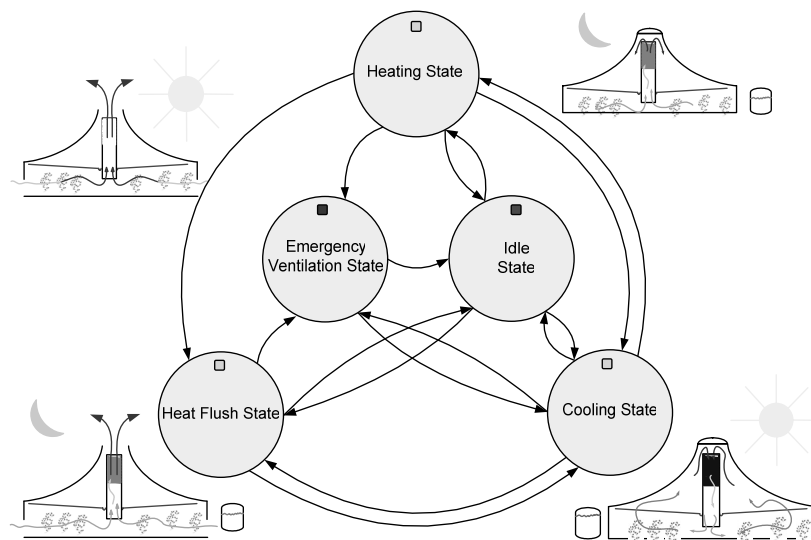 Heating State
Emergency
Ventilation State
Idle
State
Heat Flush State
Cooling State